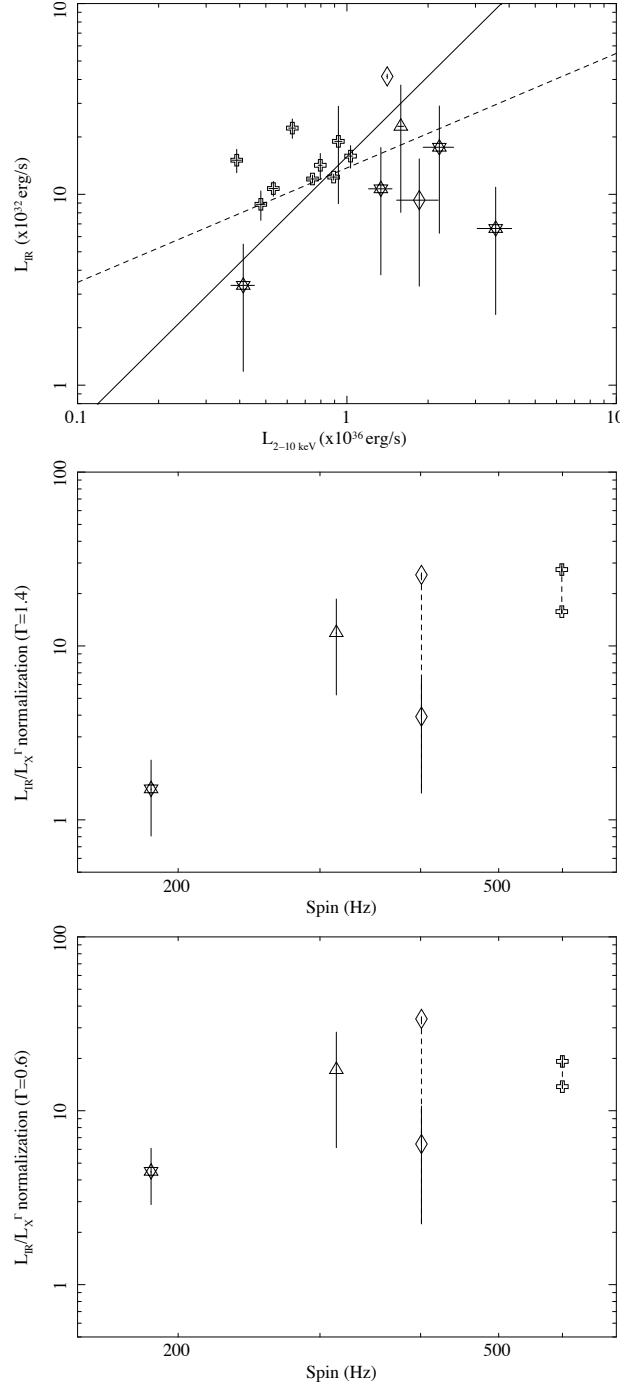 10
10
1
L_IR (x10^32 erg/s)
0.1
1
10
L_2−10 keV (x10^36 erg/s)
100
10
1
L_IR/L_X^Γ normalization (Γ=1.4)
200
500
Spin (Hz)
100
10
1
L_IR/L_X^Γ normalization (Γ=0.6)
200
500
Spin (Hz)